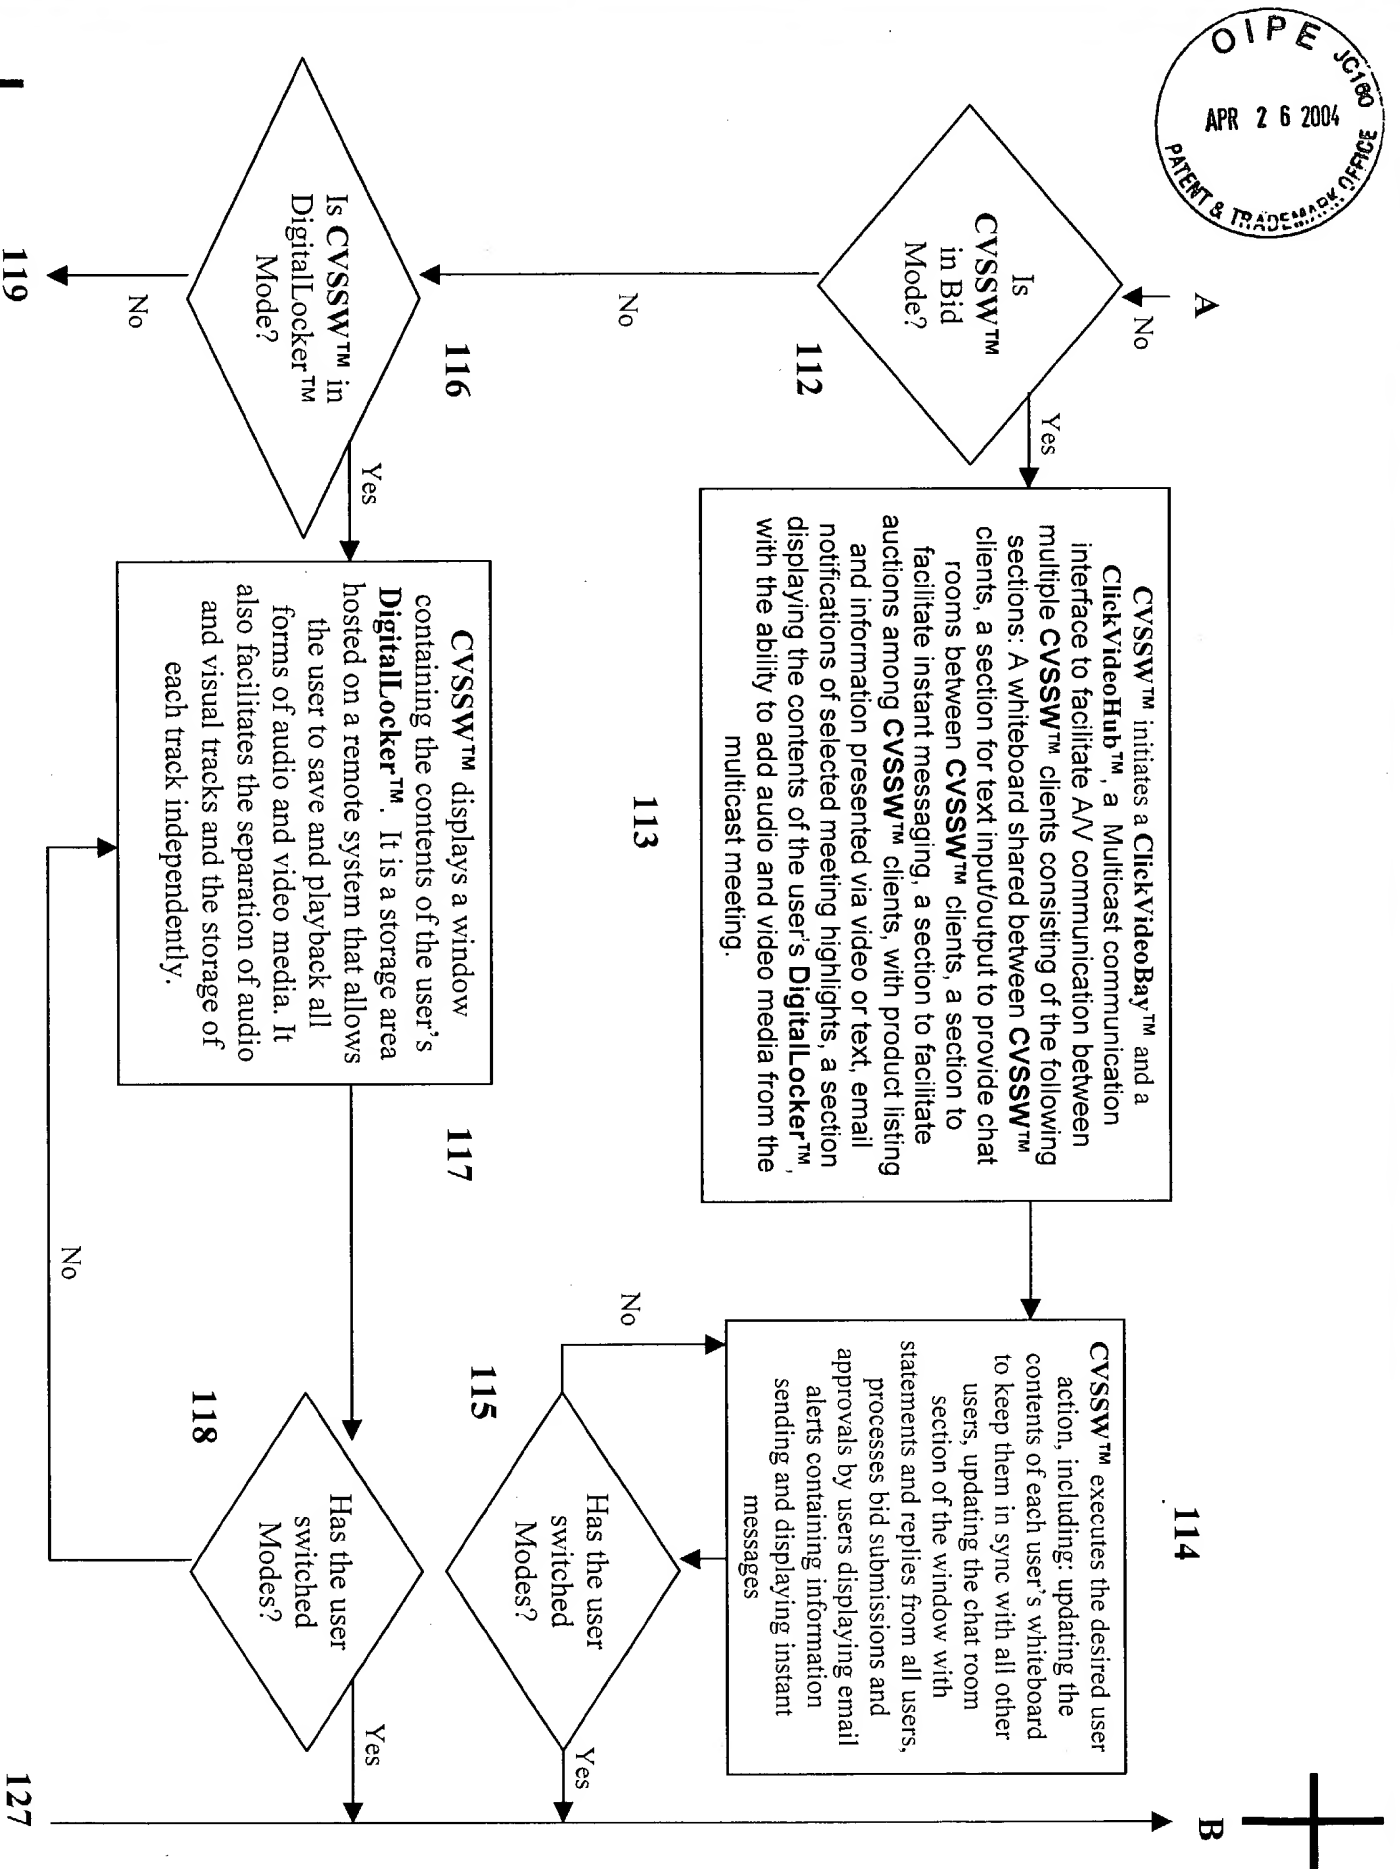 OIPE JC160
APR 26 2004
PATENT & TRADEMARK OFFICE
A
No
Is
CVSSW™
in Bid
Mode?
112
Yes
CVSSW™ initiates a ClickVideoBay™ and a
ClickVideoHub™, a Multicast communication
interface to facilitate A/V communication between
multiple CVSSW™ clients consisting of the following
sections: A whiteboard shared between CVSSW™
clients, a section for text input/output to provide chat
rooms between CVSSW™ clients, a section to
facilitate instant messaging, a section to facilitate
auctions among CVSSW™ clients, with product listing
and information presented via video or text, email
notifications of selected meeting highlights, a section
displaying the contents of the user's DigitalLocker™,
with the ability to add audio and video media from the
multicast meeting.
113
114
CVSSW™ executes the desired user
action, including: updating the
contents of each user's whiteboard
to keep them in sync with all other
users, updating the chat room
section of the window with
statements and replies from all users,
processes bid submissions and
approvals by users displaying email
alerts containing information
sending and displaying instant
messages
No
115
Has the user
switched
Modes?
Yes
B
No
116
Is CVSSW™ in
DigitalLocker™
Mode?
Yes
CVSSW™ displays a window
containing the contents of the user's
DigitalLocker™. It is a storage area
hosted on a remote system that allows
the user to save and playback all
forms of audio and video media. It
also facilitates the separation of audio
and visual tracks and the storage of
each track independently.
117
118
Has the user
switched
Modes?
Yes
No
No
119
127